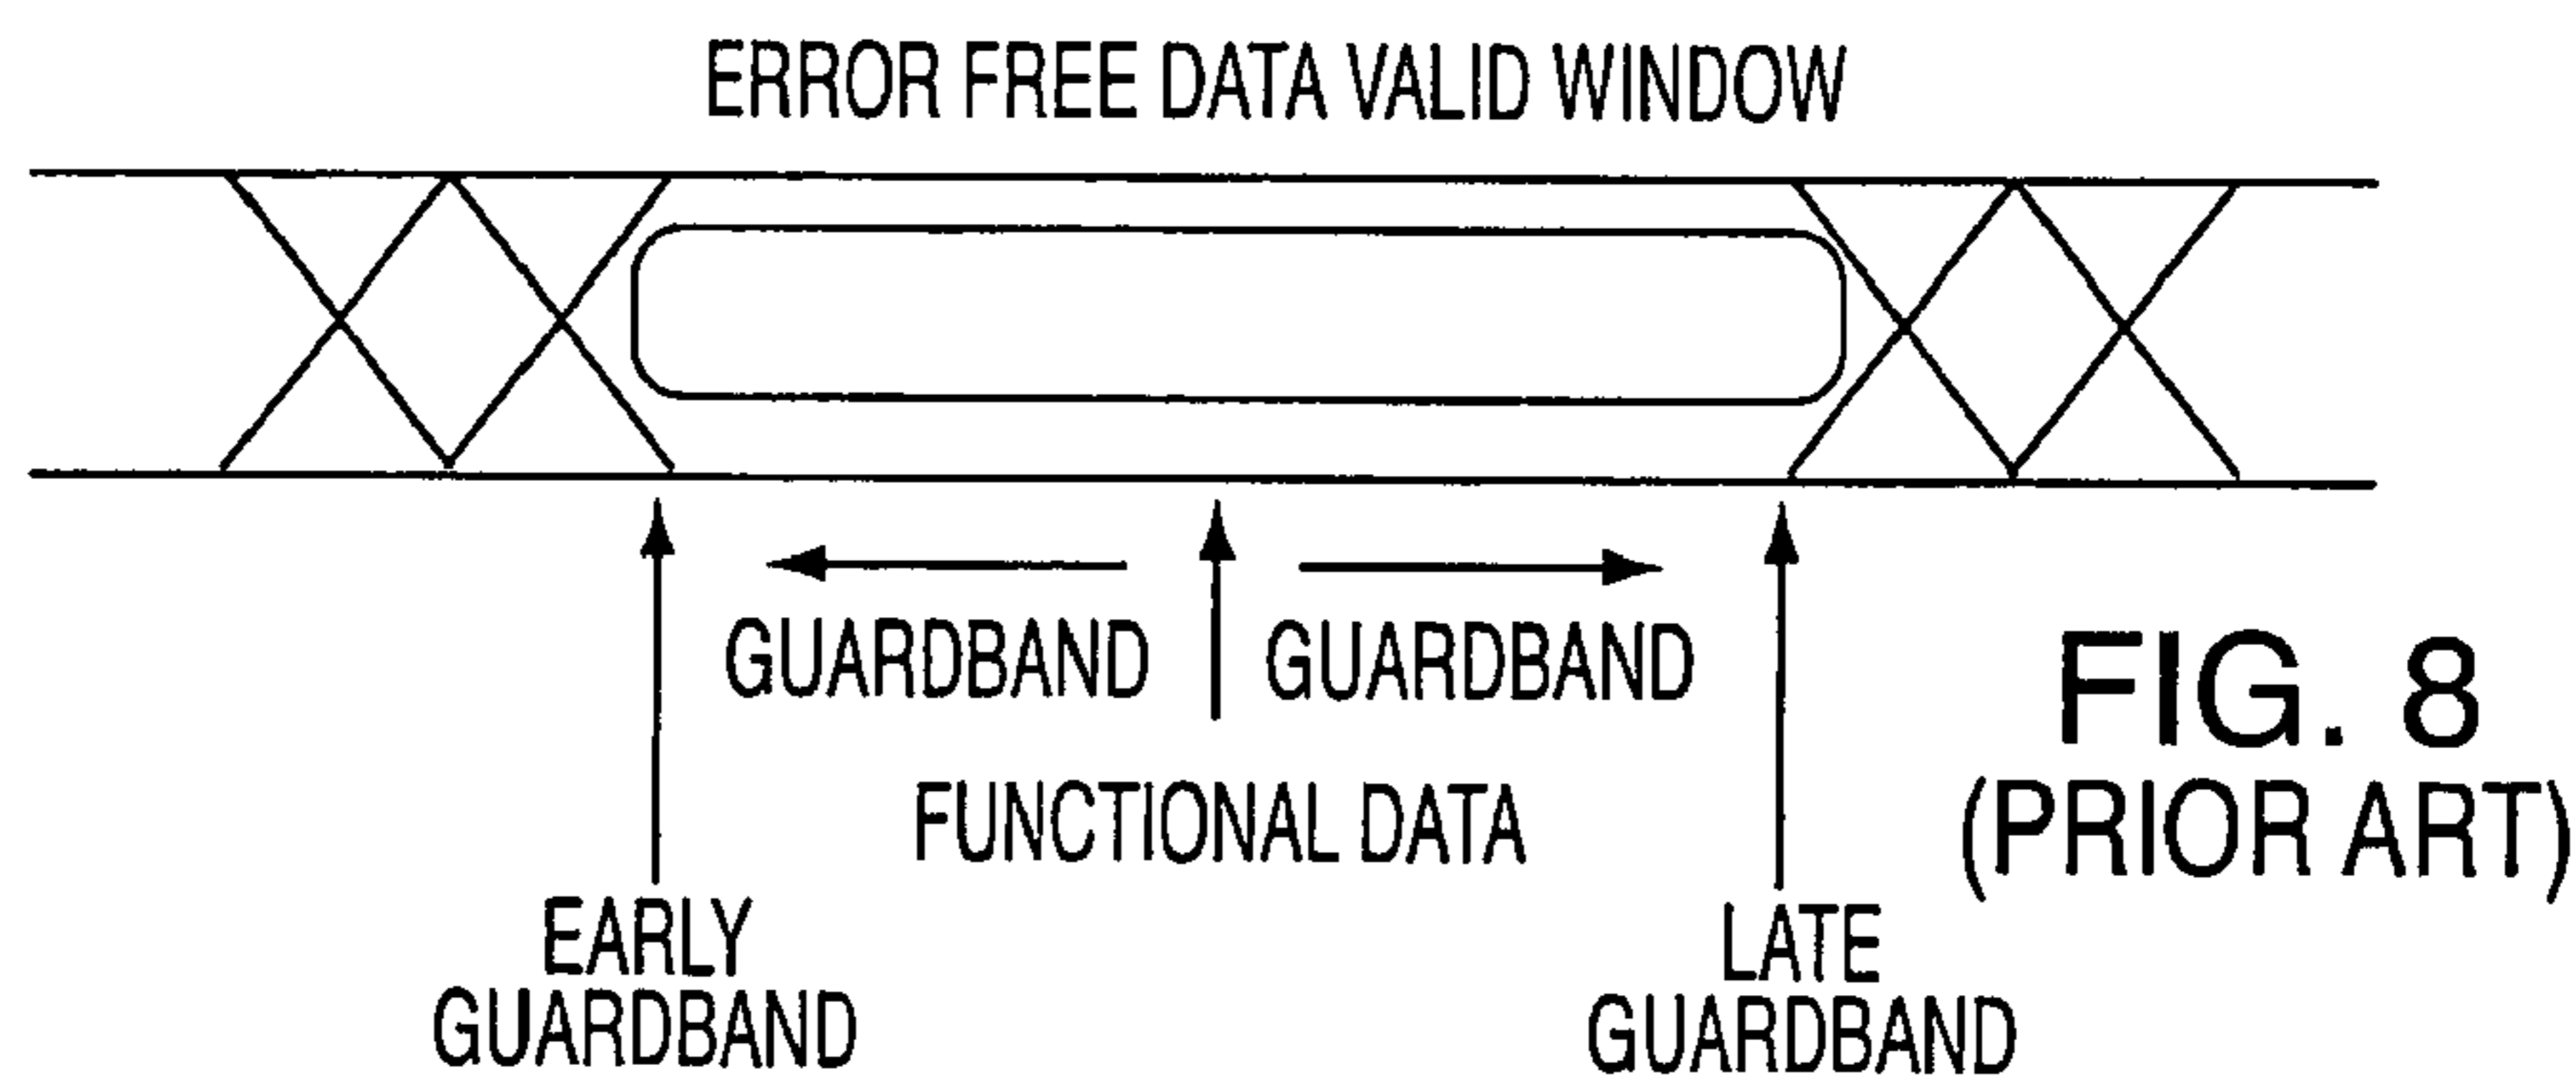 ERROR FREE DATA VALID WINDOW
GUARDBAND
GUARDBAND
FUNCTIONAL DATA
EARLY
GUARDBAND
LATE
GUARDBAND
FIG. 8
(PRIOR ART)